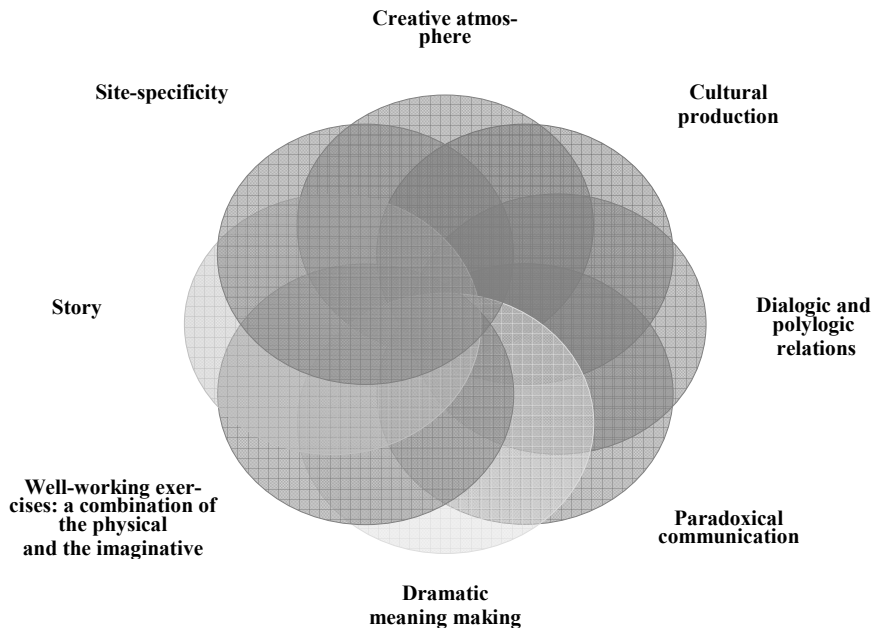 Creative atmos-
phere
Site-specificity
Cultural
production
Story
Dialogic and
polylogic
relations
Well-working exer-
cises: a combination of
the physical
and the imaginative
Paradoxical
communication
Dramatic
meaning making